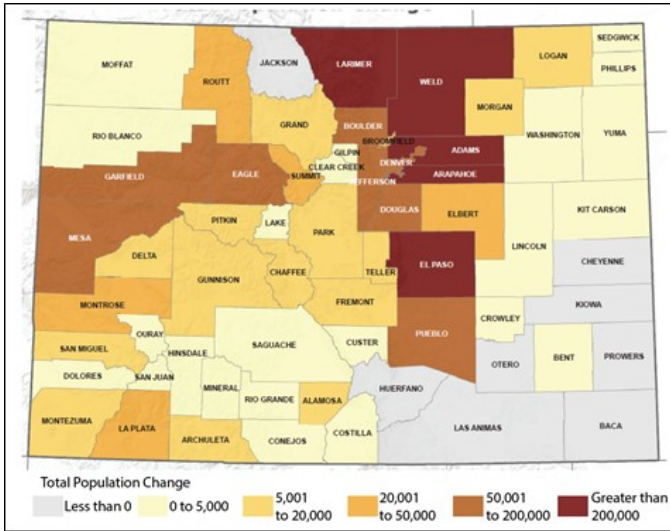 MOFFAT
ROUTT
JACKSON
LARIMER
WELD
LOGAN
SEDGWICK
PHILLIPS
RIO BLANCO
GRAND
BOULDER
BROOMFIELD
MORGAN
WASHINGTON
YUMA
GARFIELD
EAGLE
SUMMIT
GILPIN
CLEAR CREEK
DENVER
ADAMS
ARAPAHOE
JEFFERSON
MESA
PITKIN
LAKE
PARK
DOUGLAS
ELBERT
KIT CARSON
DELTA
GUNNISON
CHAFFEE
TELLER
EL PASO
LINCOLN
CHEYENNE
MONTROSE
FREMONT
KIOWA
OURAY
SAN MIGUEL
HINSDALE
SAGUACHE
CUSTER
PUEBLO
CROWLEY
OTERO
BENT
PROWERS
DOLORES
SAN JUAN
MINERAL
RIO GRANDE
ALAMOSA
HUERFANO
MONTEZUMA
LA PLATA
ARCHULETA
CONEJOS
COSTILLA
LAS ANIMAS
BACA
Total Population Change
Less than 0
0 to 5,000
5,001
to 20,000
20,001
to 50,000
50,001
to 200,000
Greater than
200,000